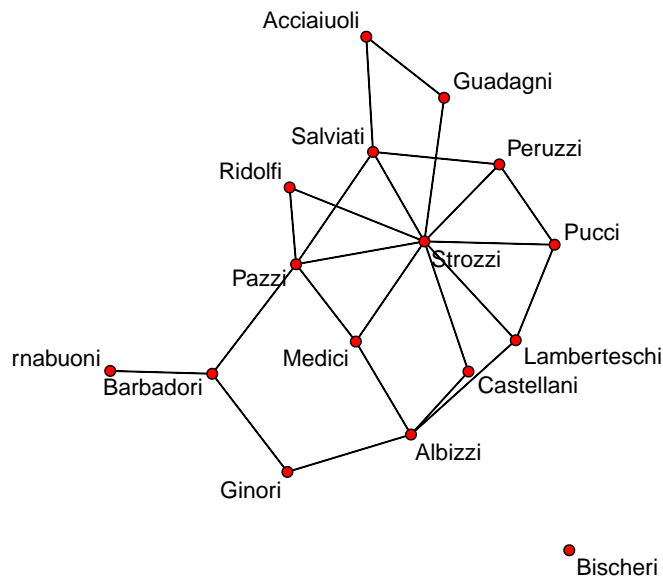 Acciaiuoli
Guadagni
Salviati
Peruzzi
Ridolfi
Pucci
Strozzi
Pazzi
rnabuoni
Medici
Lamberteschi
Barbadori
Castellani
Albizzi
Ginori
Bischeri